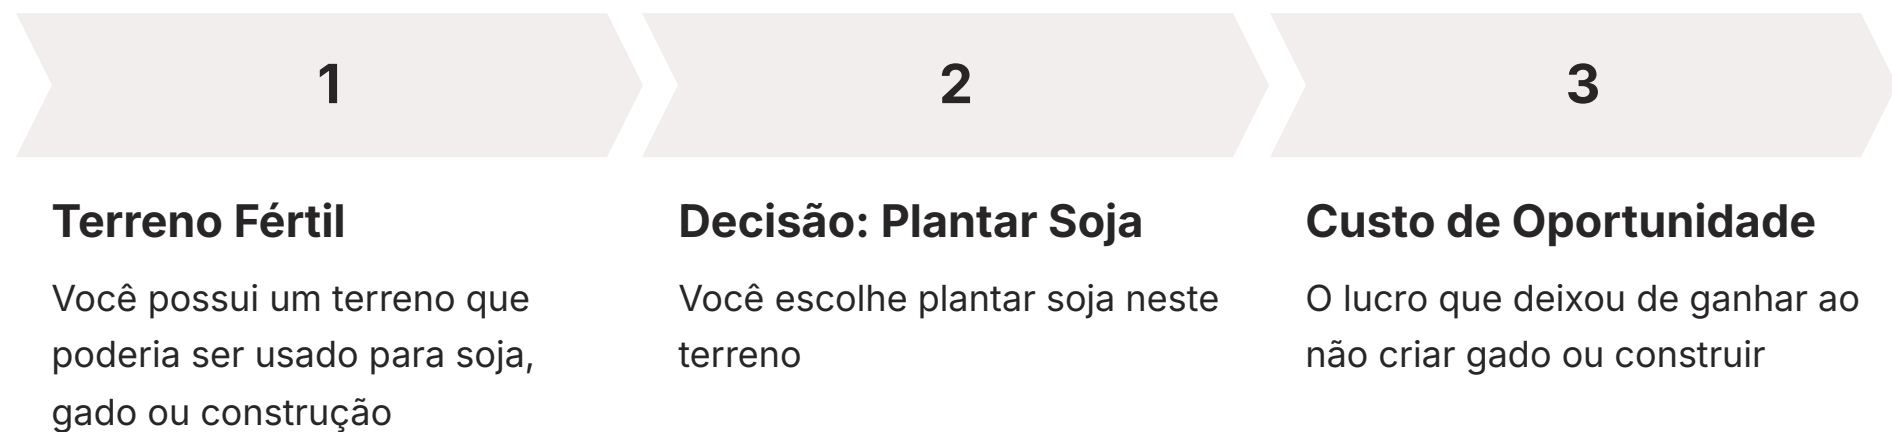 1
2
3
Terreno Fértil
Você possui um terreno que
poderia ser usado para soja,
gado ou construção
Decisão: Plantar Soja
Você escolhe plantar soja neste
terreno
Custo de Oportunidade
O lucro que deixou de ganhar ao
não criar gado ou construir